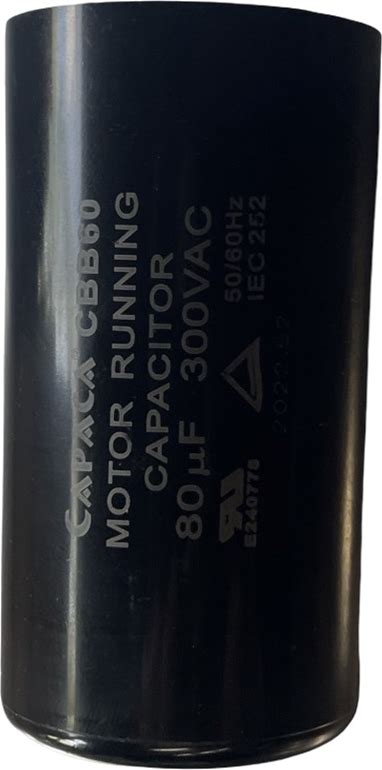 CAPACA CBB60
MOTOR RUNNING
CAPACITOR
80 µF 300VAC
50/60Hz
IEC 252
E240778